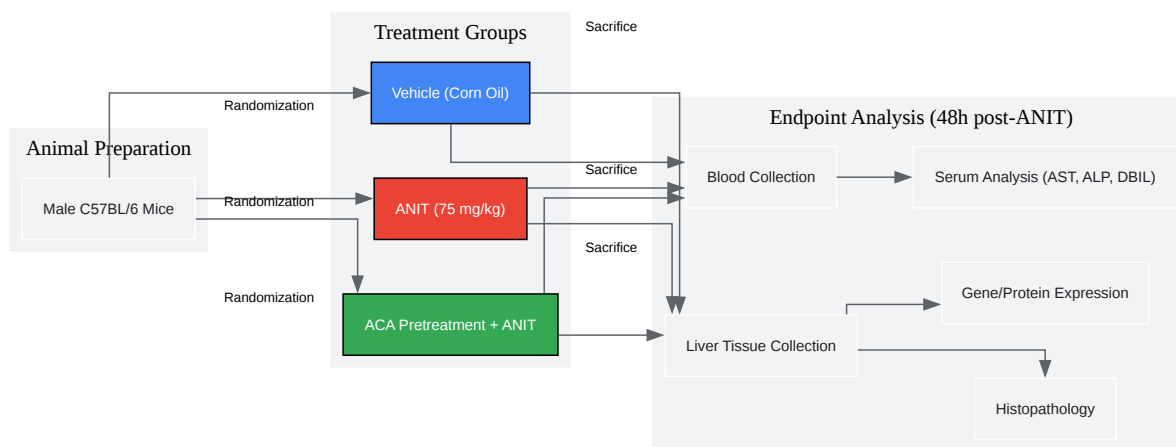 Treatment Groups
Sacrifice
Vehicle (Corn Oil)
Randomization
Endpoint Analysis (48h post-ANIT)
Animal Preparation
Sacrifice
Blood Collection
Serum Analysis (AST, ALP, DBIL)
Male C57BL/6 Mice
Randomization
ANIT (75 mg/kg)
Sacrifice
Randomization
Gene/Protein Expression
ACA Pretreatment + ANIT
Liver Tissue Collection
Histopathology